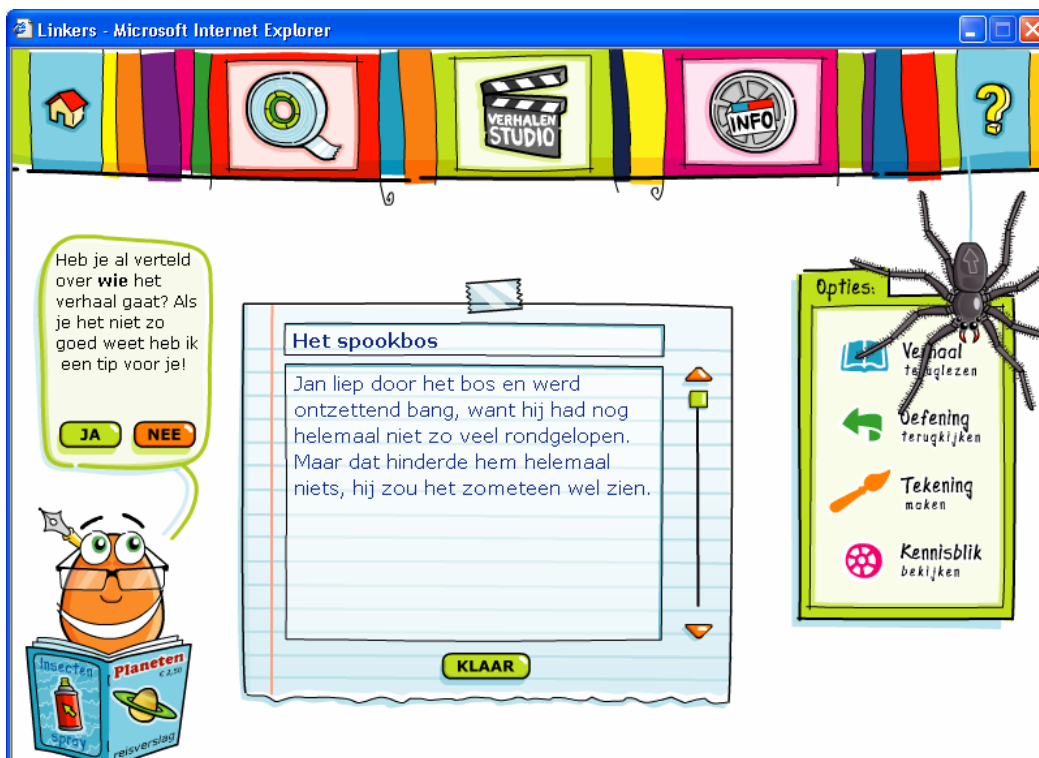 Linkers - Microsoft Internet Explorer
VERHALEN
STUDIO
INFO
Heb je al verteld
over wie het
verhaal gaat? Als
je het niet zo
goed weet heb ik
een tip voor je!
JA
NEE
Het spookbos
Jan liep door het bos en werd
ontzettend bang, want hij had nog
helemaal niet zo veel rondgelopen.
Maar dat hinderde hem helemaal
niets, hij zou het zometeen wel zien.
KLAAR
Opties:
Verhaal
teruglezen
Oefening
terugkijken
Tekening
maken
Kennisblik
bekijken
Insecten
spray
Planeten
€ 2,50
reisverslag